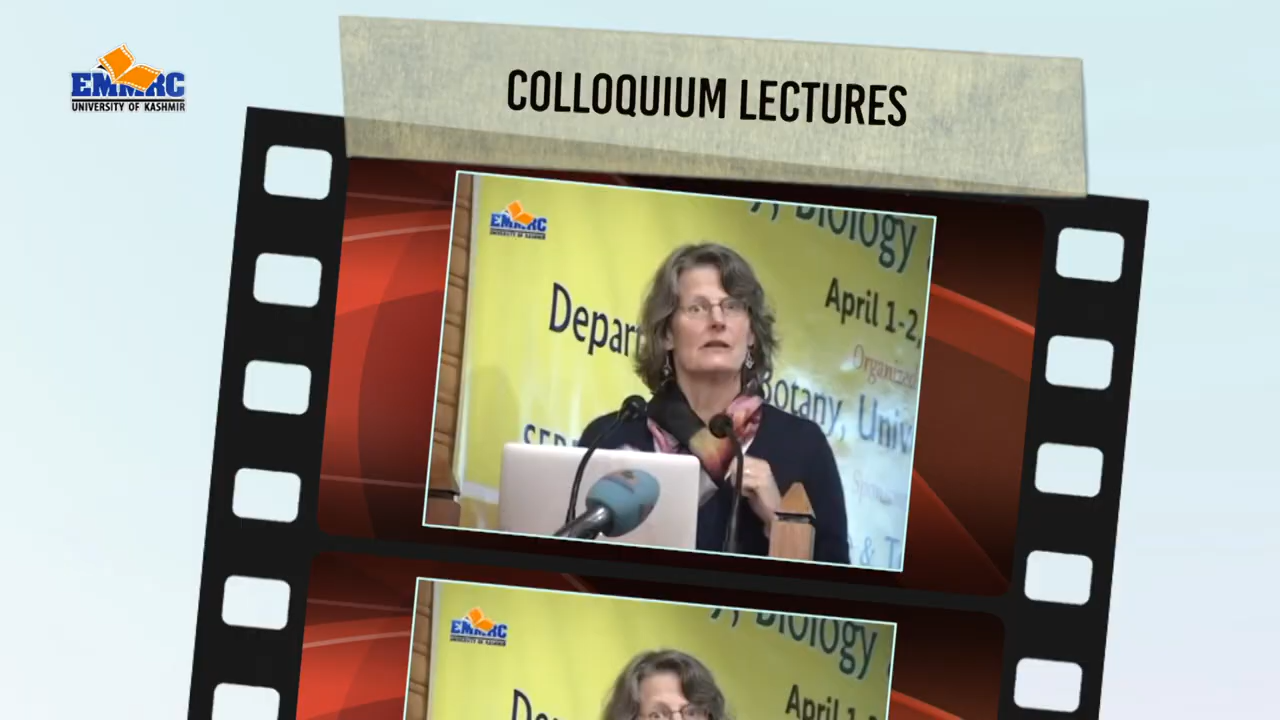 EMMRC
UNIVERSITY OF KASHMIR
COLLOQUIUM LECTURES
EMMRC
UNIVERSITY OF KASHMIR
Biology
April 1-2,
Depar
Organized
Botany, Univ
& T
EMMRC
UNIVERSITY OF KASHMIR
Biology
April 1-2